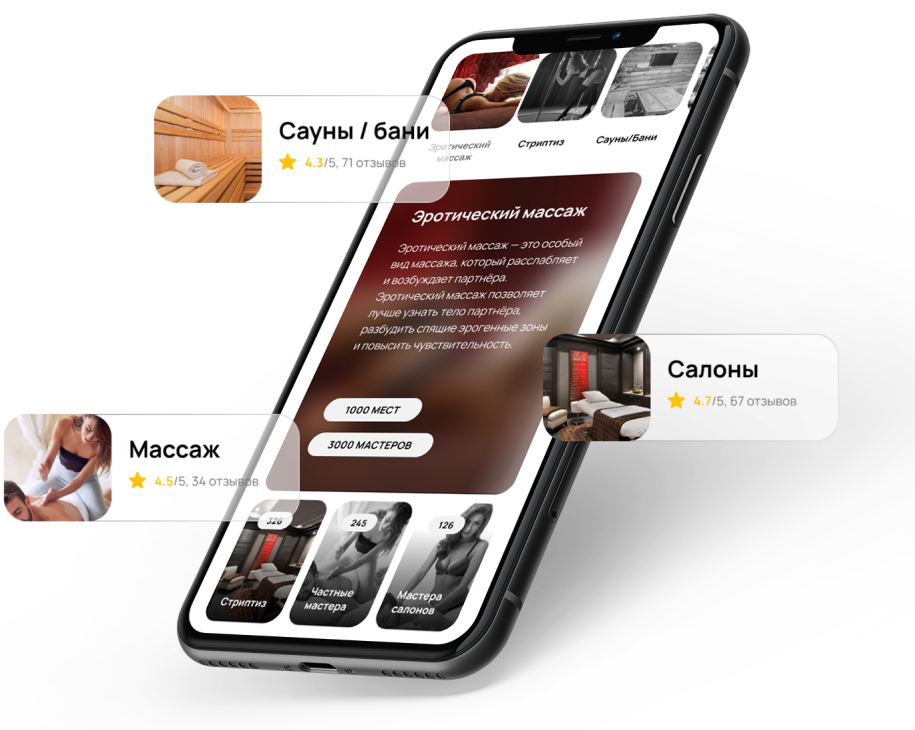 Сауны / бани
4.3/5, 71 отзывов
Эротический
массаж
Стриптиз
Сауны/Бани
Эротический массаж
Эротический массаж — это особый
вид массажа, который расслабляет
и возбуждает партнёра.
Эротический массаж позволяет
лучше узнать тело партнёра,
разбудить спящие эрогенные зоны
и повысить чувствительность.
Салоны
4.7/5, 67 отзывов
1000 МЕСТ
3000 МАСТЕРОВ
Массаж
4.5/5, 34 отзывов
326
245
126
Стриптиз
Частные
мастера
Мастера
салонов